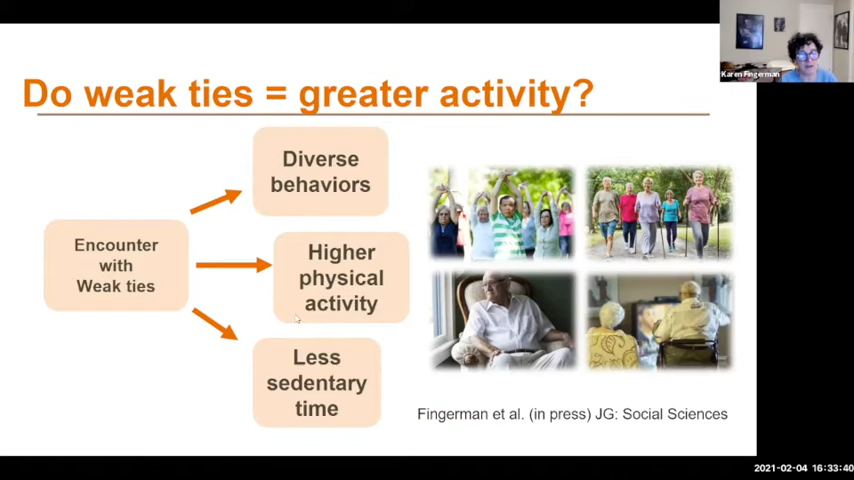 Karen Fingerman
Do weak ties = greater activity?
Diverse
behaviors
Encounter
with
Weak ties
Higher
physical
activity
Less
sedentary
time
Fingerman et al. (in press) JG: Social Sciences
2021-02-04 16:33:40